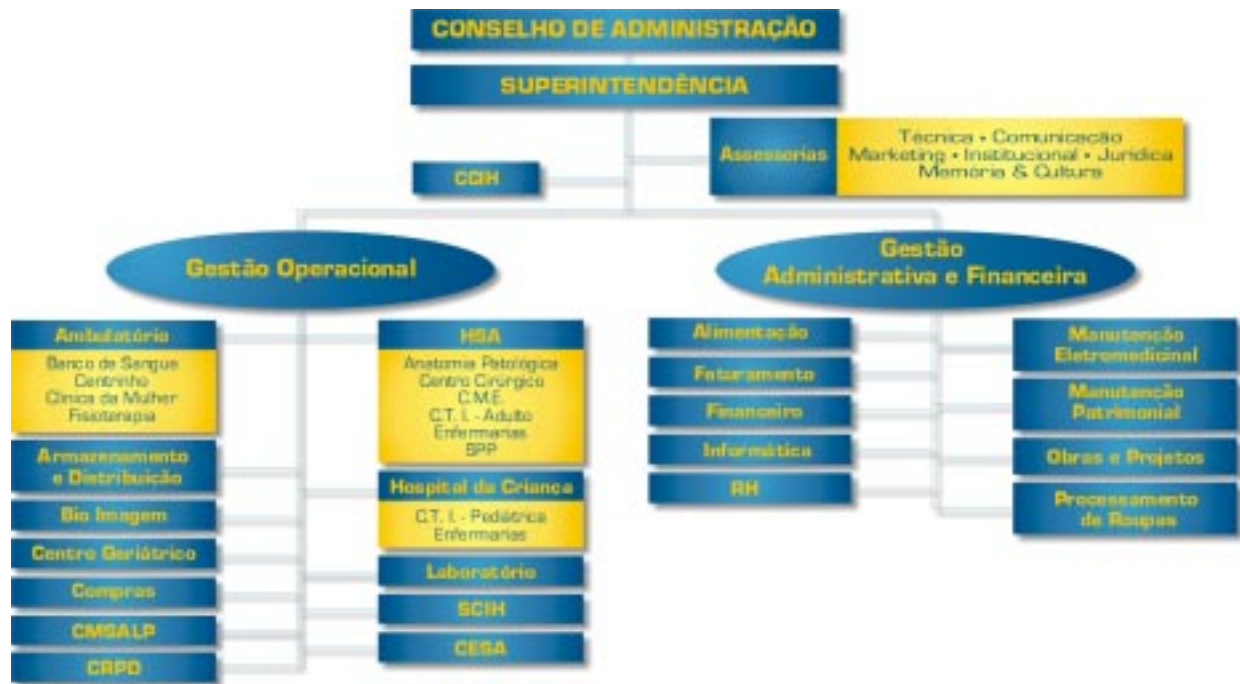 CONSELHO DE ADMINISTRAÇÃO
SUPERINTENDÊNCIA
Assessorias
Técnica • Comunicação
Marketing • Institucional • Jurídica
Memória & Cultura
CCIH
Gestão Operacional
Gestão
Administrativa e Financeira
Ambulatório
Banco de Sangue
Centrinho
Clínica da Mulher
Fisioterapia
Armazenamento
e Distribuição
Bio Imagem
Centro Geriátrico
Compras
CMSALP
CRPD
HSA
Anatomia Patológica
Centro Cirúrgico
C.M.E.
C.T. I. - Adulto
Enfermarias
SPP
Hospital da Criança
C.T. I. - Pediátrica
Enfermarias
Laboratório
SCIH
CESA
Alimentação
Faturamento
Financeiro
Informática
RH
Manutenção
Eletromedicinal
Manutenção
Patrimonial
Obras e Projetos
Processamento
de Roupas